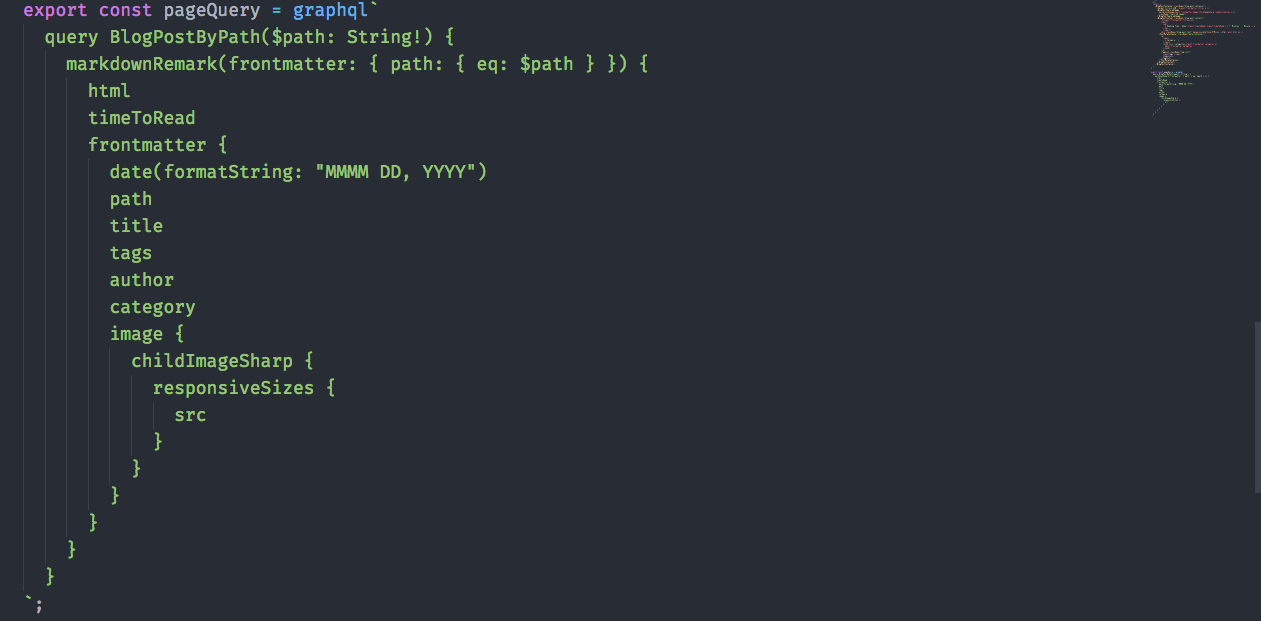 export const pageQuery = graphql`
  query BlogPostByPath($path: String!) {
    markdownRemark(frontmatter: { path: { eq: $path } }) {
      html
      timeToRead
      frontmatter {
        date(formatString: "MMMM DD, YYYY")
        path
        title
        tags
        author
        category
        image {
          childImageSharp {
            responsiveSizes {
              src
            }
          }
        }
      }
    }
  }
`;